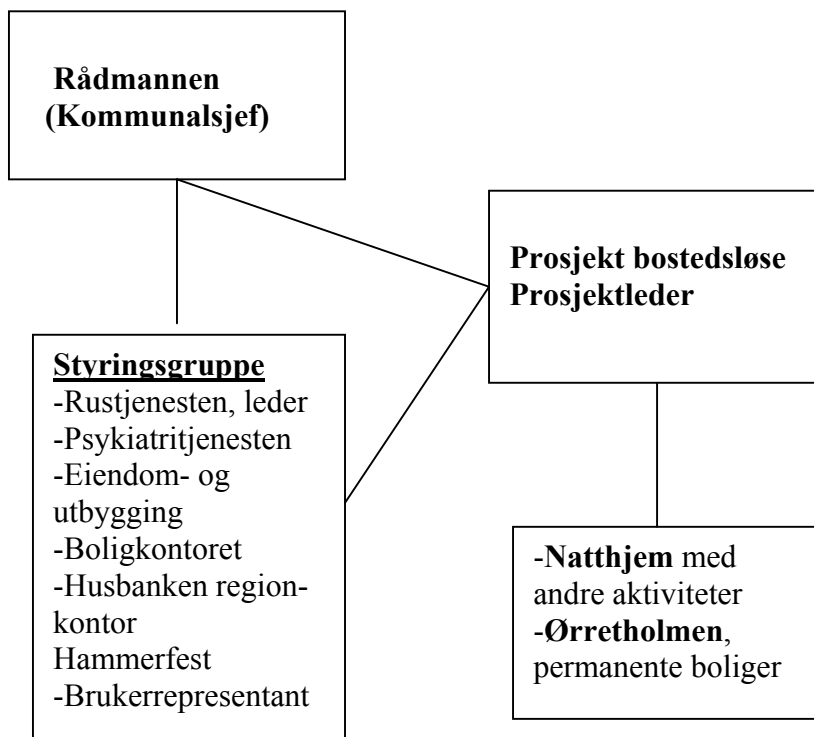 Rådmannen
(Kommunalsjef)
Prosjekt bostedsløse
Prosjektleder
Styringsgruppe
-Rustjenesten, leder
-Psykiatritjenesten
-Eiendom- og
utbygging
-Boligkontoret
-Husbanken region-
kontor
Hammerfest
-Brukerrepresentant
-Natthjem med
andre aktiviteter
-Ørretholmen,
permanente boliger